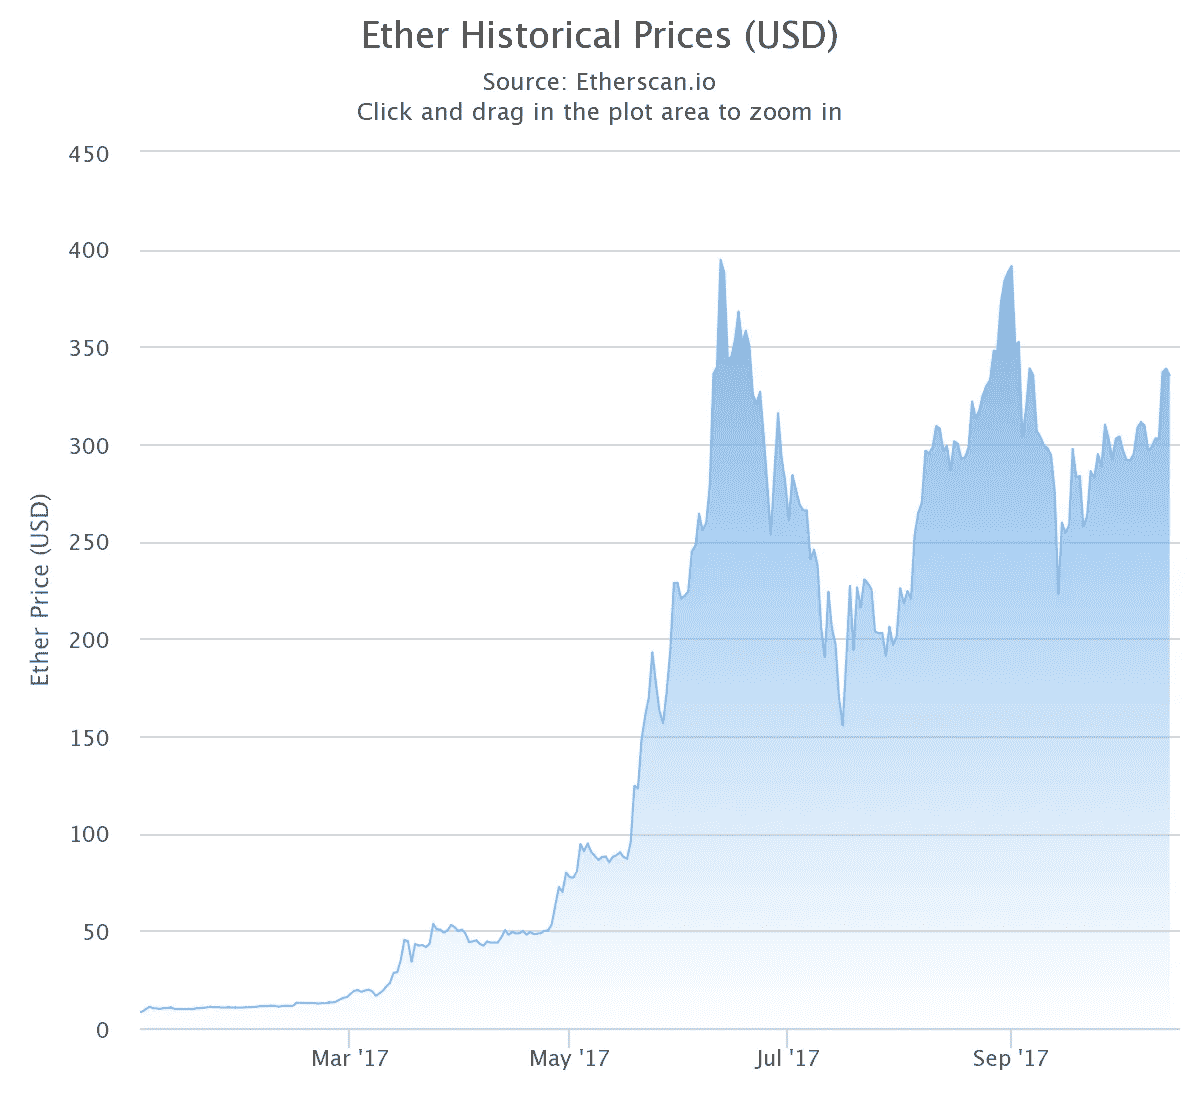 Ether Historical Prices (USD)
Source: Etherscan.io
Click and drag in the plot area to zoom in
450
400
350
300
250
200
150
100
50
0
Ether Price (USD)
Mar '17
May '17
Jul '17
Sep '17